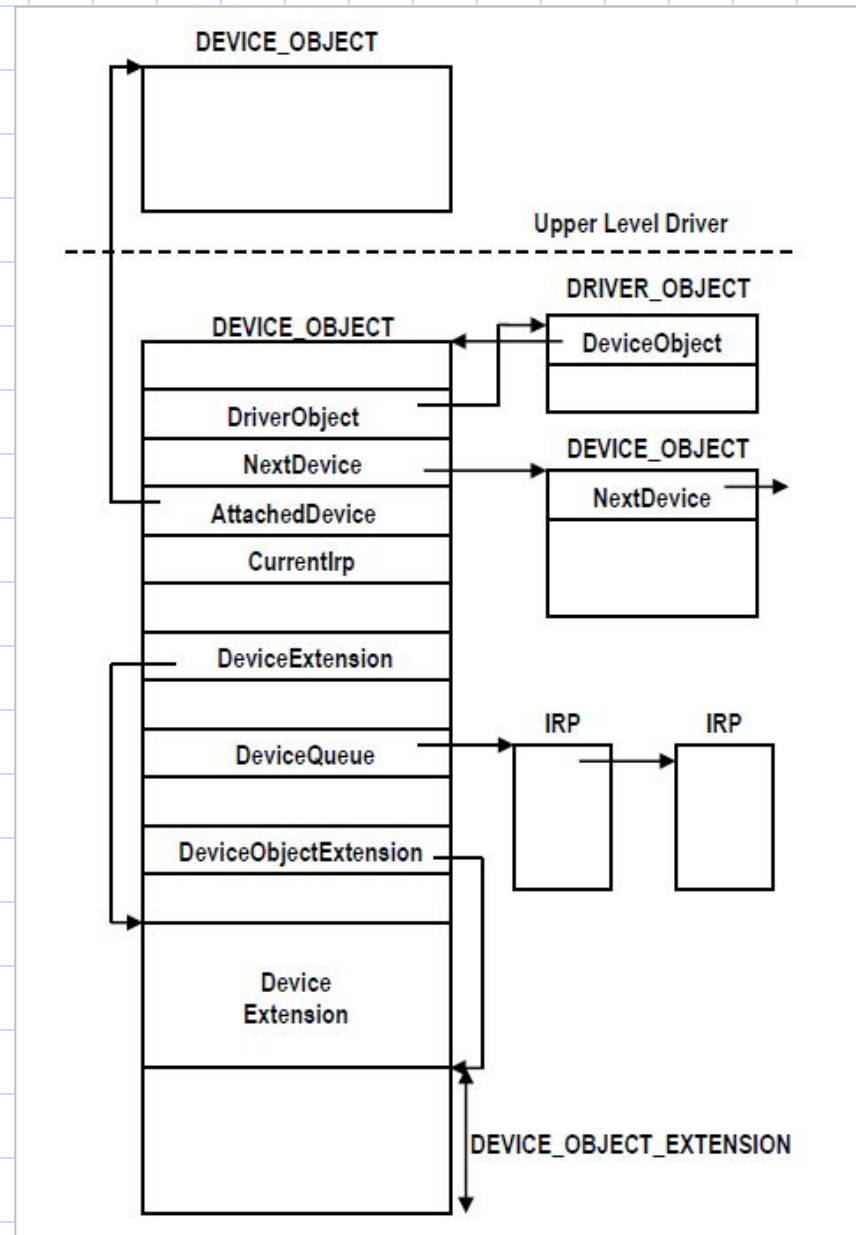 DEVICE_OBJECT
Upper Level Driver
DRIVER_OBJECT
DEVICE_OBJECT
DeviceObject
DriverObject
DEVICE_OBJECT
NextDevice
NextDevice
AttachedDevice
CurrentIrp
DeviceExtension
IRP
IRP
DeviceQueue
DeviceObjectExtension
Device
Extension
DEVICE_OBJECT_EXTENSION